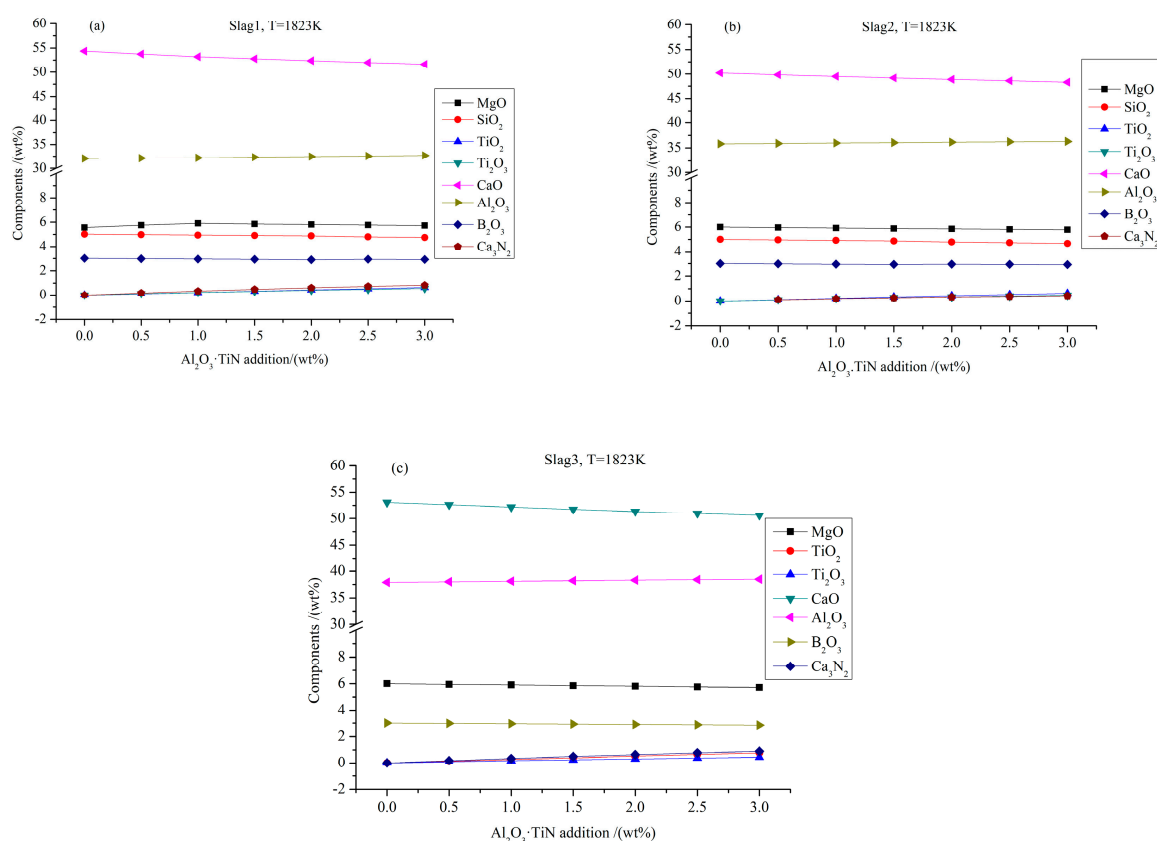 (a)
Slag1, T=1823K
60
55
50
45
40
35
30
8
6
4
2
0
-2
Components /(wt%)
MgO
SiO₂
TiO₂
Ti₂O₃
CaO
Al₂O₃
B₂O₃
Ca₃N₂
0.0 0.5 1.0 1.5 2.0 2.5 3.0
Al₂O₃·TiN addition/(wt%)
(b)
Slag2, T=1823K
60
55
50
45
40
35
30
8
6
4
2
0
-2
Components /(wt%)
MgO
SiO₂
TiO₂
Ti₂O₃
CaO
Al₂O₃
B₂O₃
Ca₃N₂
0.0 0.5 1.0 1.5 2.0 2.5 3.0
Al₂O₃.TiN addition /(wt%)
(c)
Slag3, T=1823K
60
55
50
45
40
35
30
8
6
4
2
0
-2
Components /(wt%)
MgO
TiO₂
Ti₂O₃
CaO
Al₂O₃
B₂O₃
Ca₃N₂
0.0 0.5 1.0 1.5 2.0 2.5 3.0
Al₂O₃·TiN addition /(wt%)